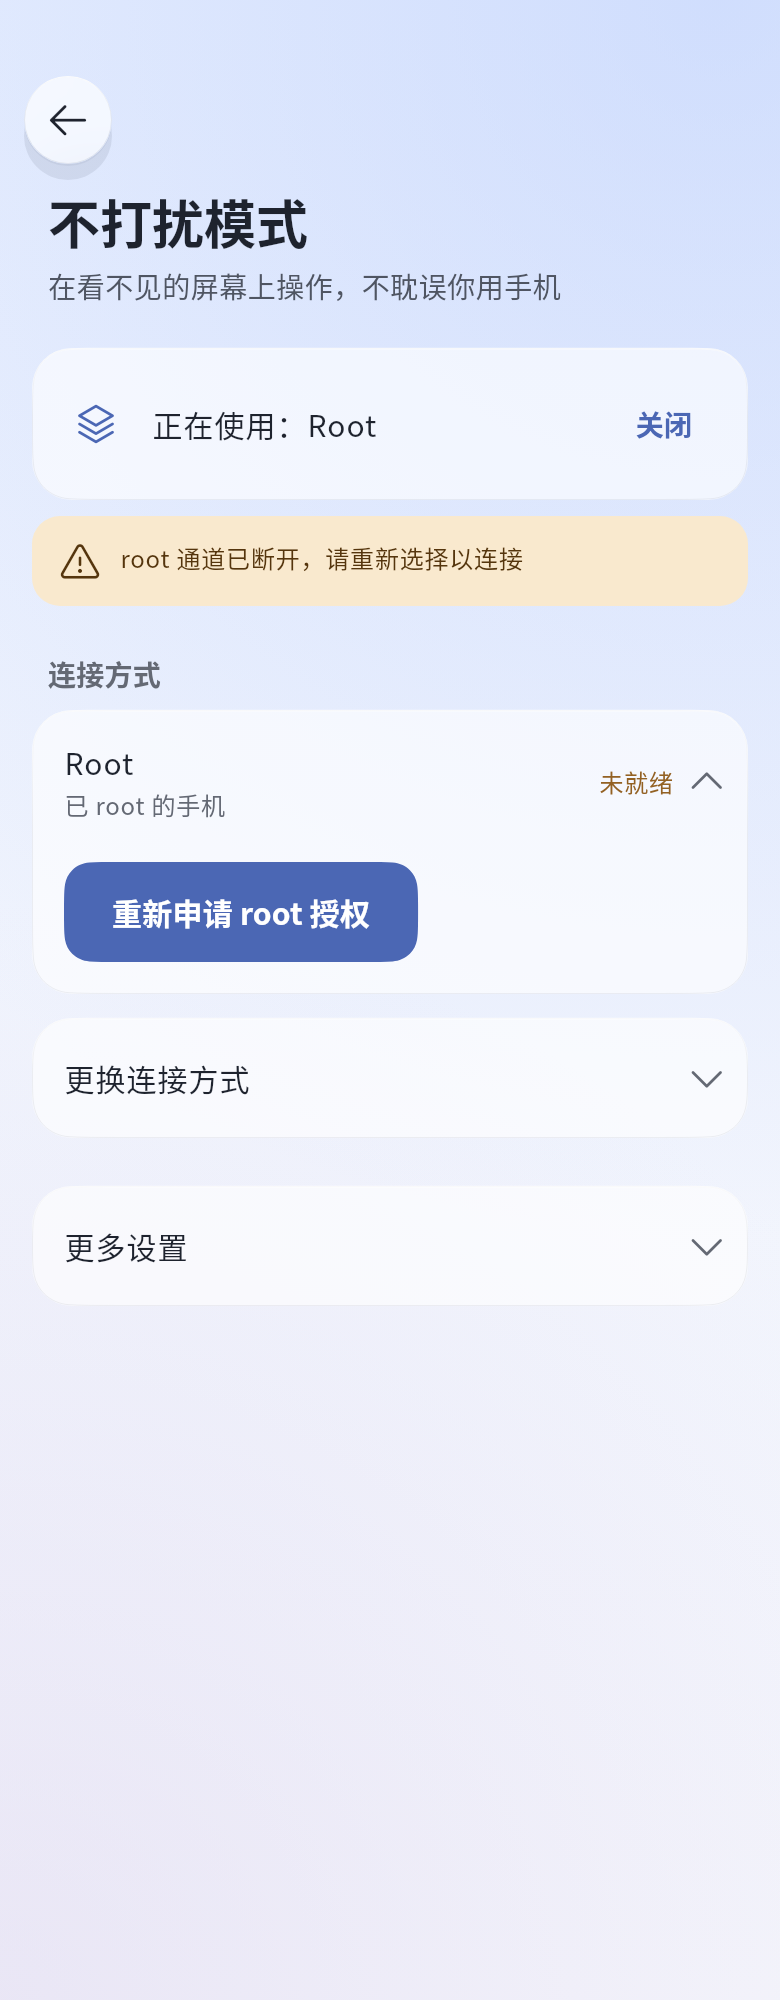 不打扰模式
在看不见的屏幕上操作，不耽误你用手机
正在使用：Root
关闭
root 通道已断开，请重新选择以连接
连接方式
Root
已 root 的手机
未就绪
重新申请 root 授权
更换连接方式
更多设置